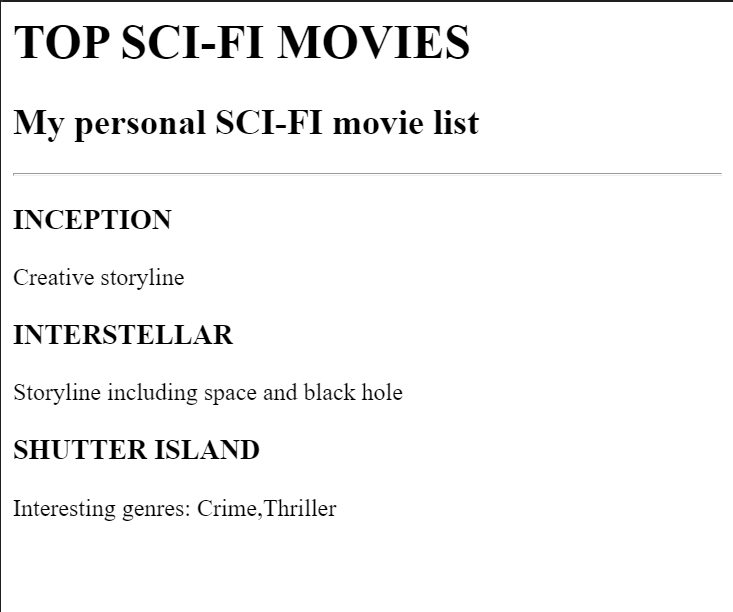 TOP SCI-FI MOVIES
My personal SCI-FI movie list
INCEPTION
Creative storyline
INTERSTELLAR
Storyline including space and black hole
SHUTTER ISLAND
Interesting genres: Crime,Thriller